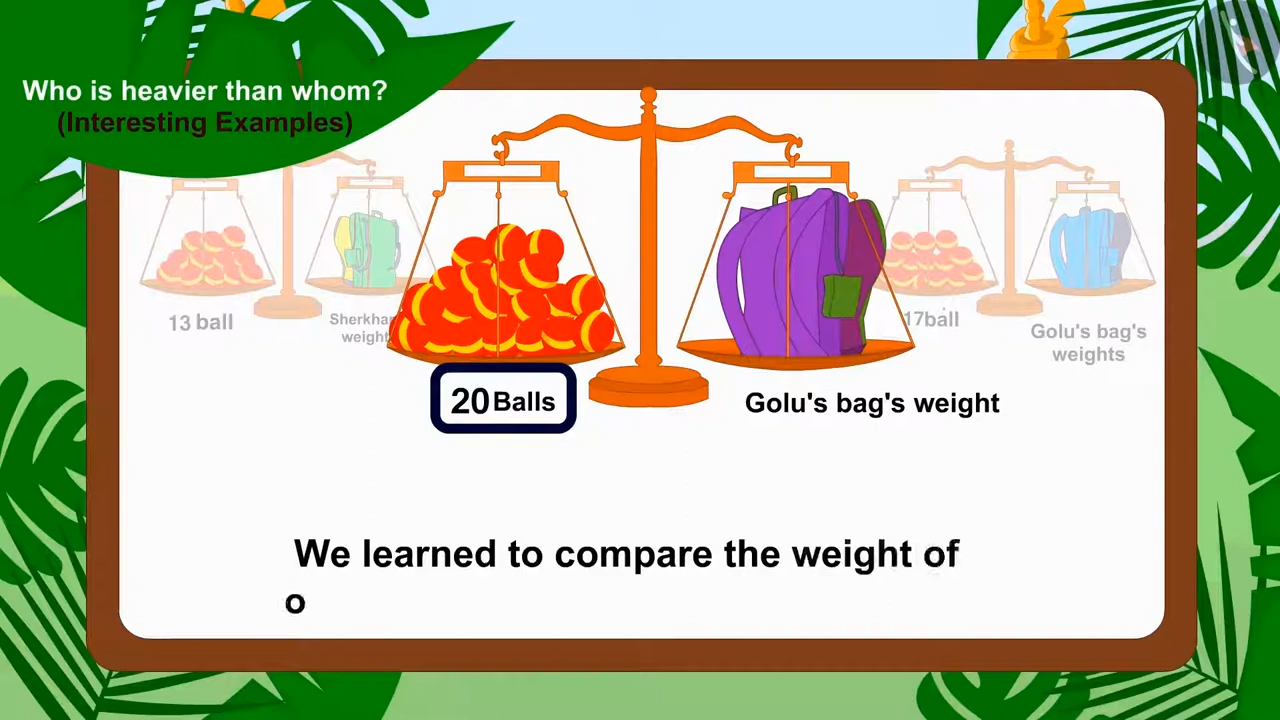 Who is heavier than whom?
(Interesting Examples)
13 ball
Sherkhan
weight
20 Balls
Golu's bag's weight
17ball
Golu's bag's
weights
We learned to compare the weight of
o